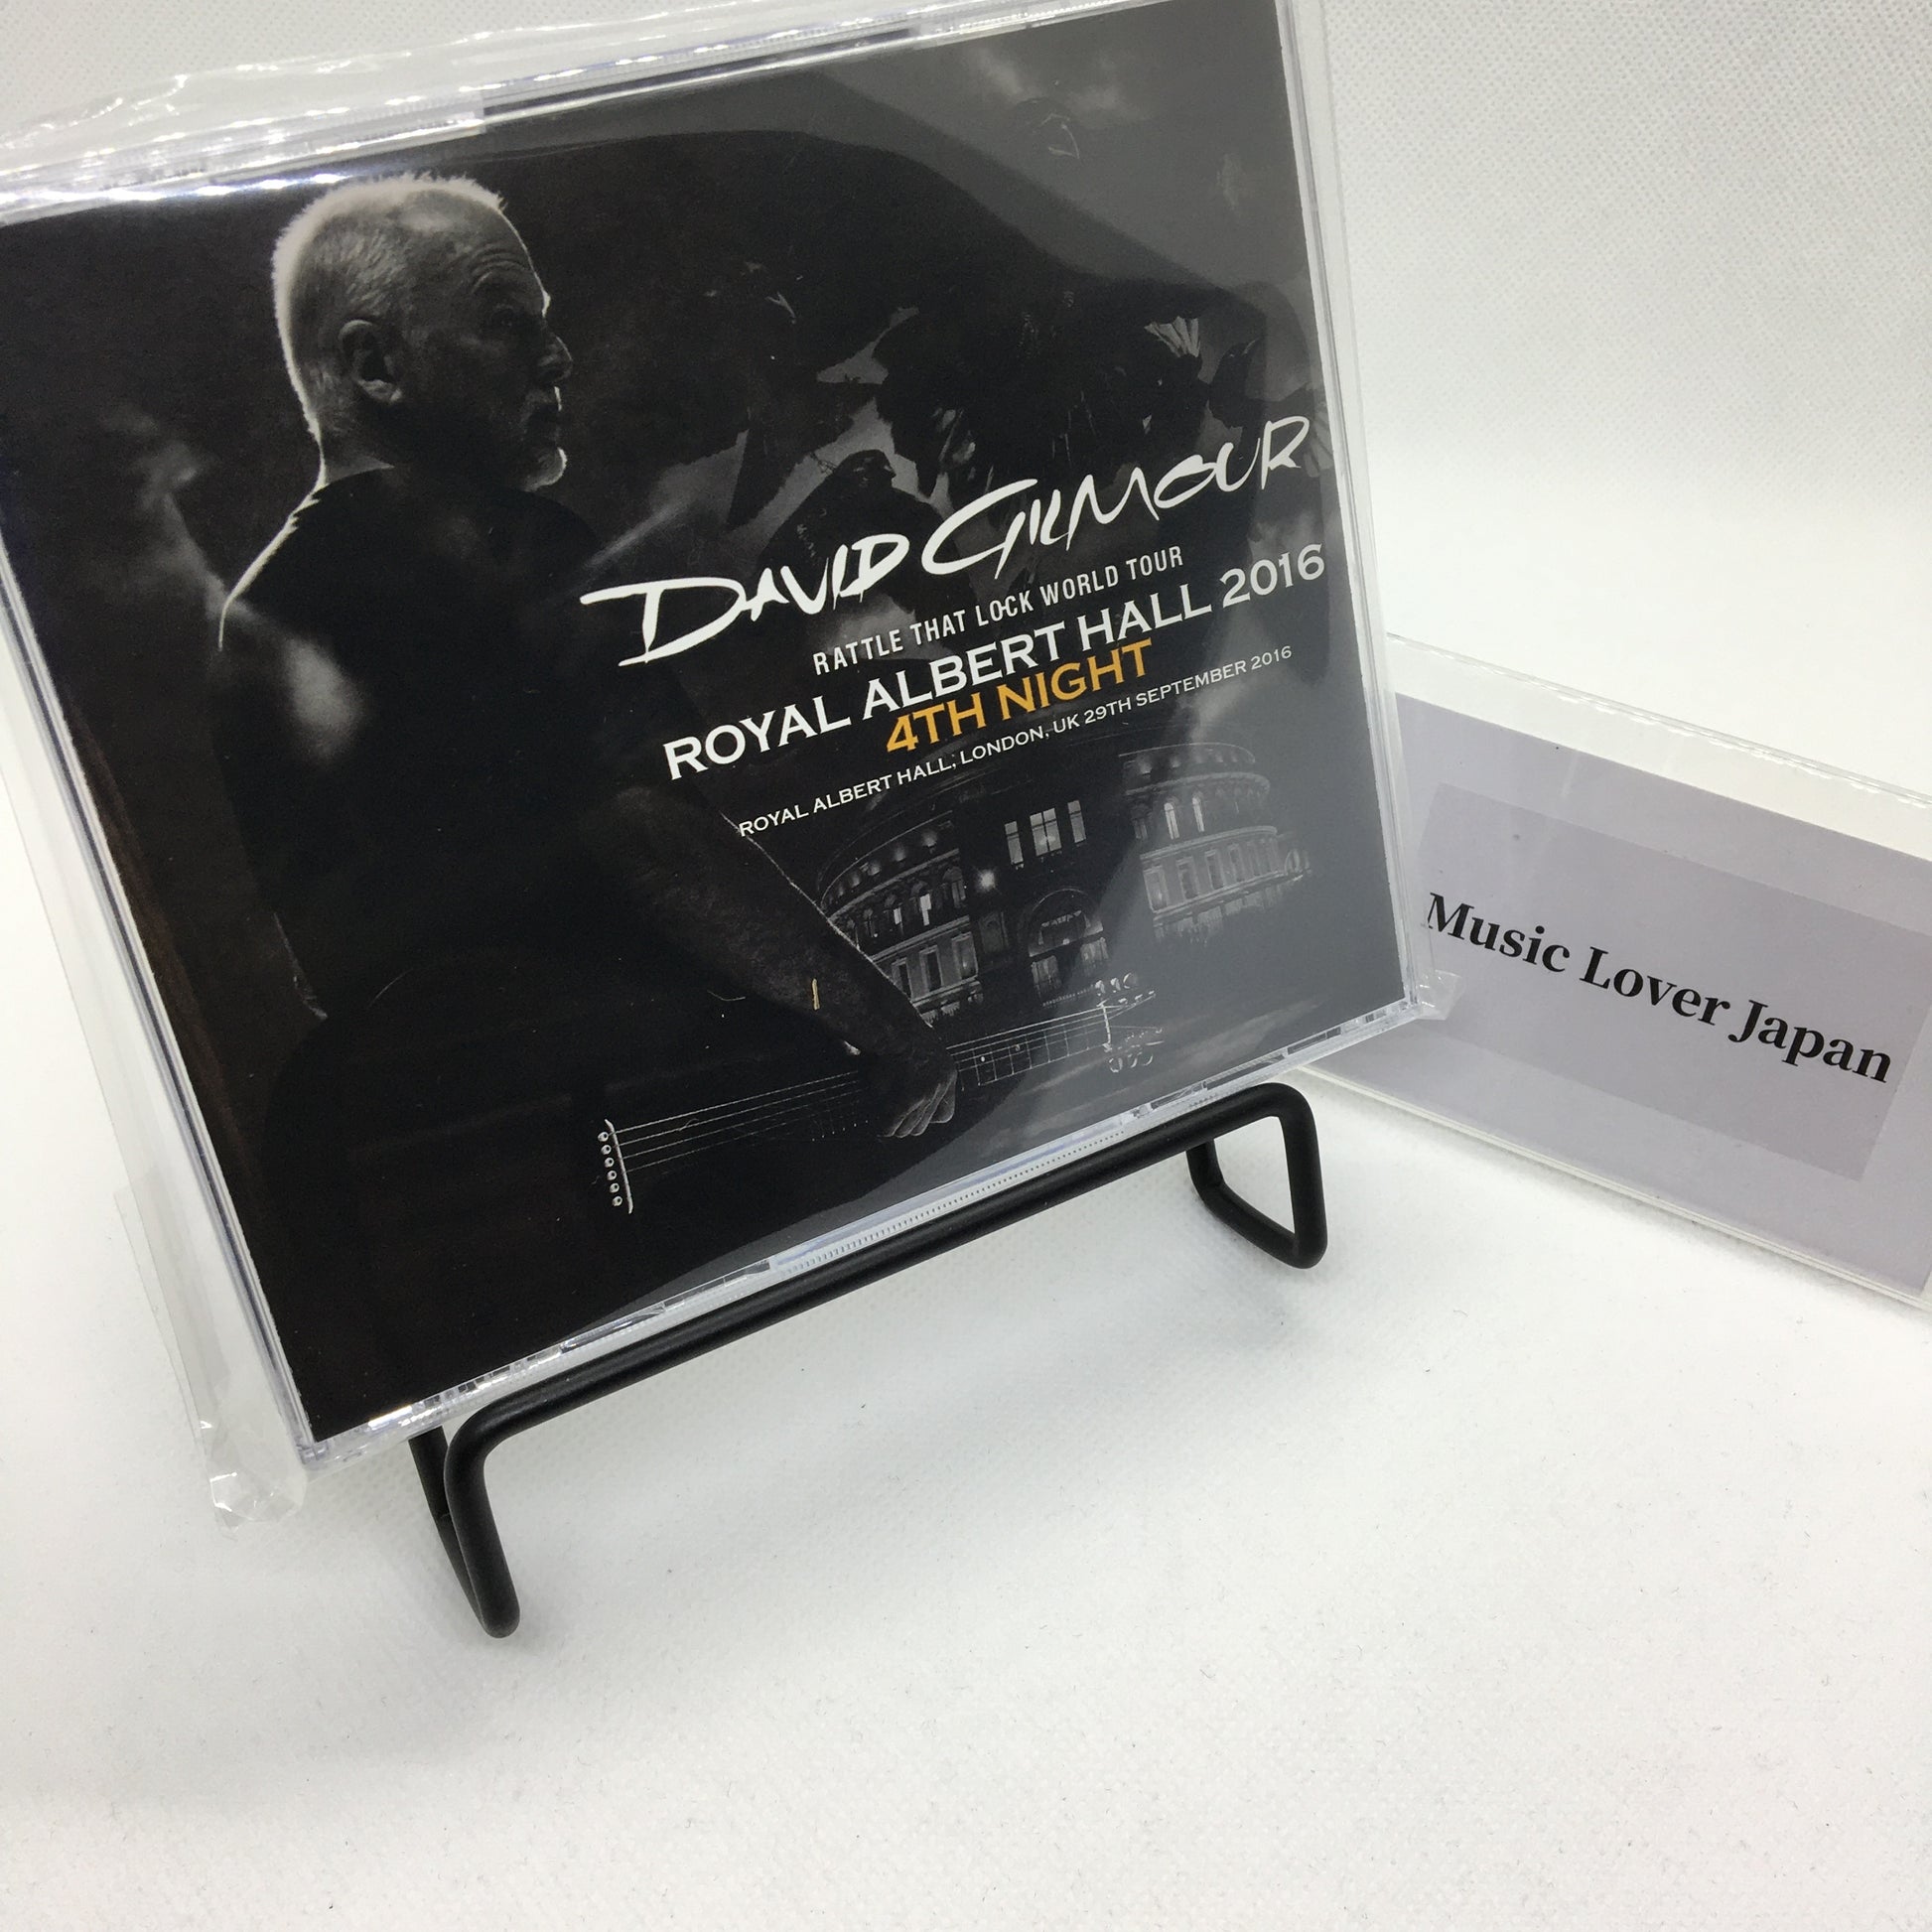 DAVID GILMOUR
RATTLE THAT LOCK WORLD TOUR
ROYAL ALBERT HALL 2016
4TH NIGHT
ROYAL ALBERT HALL, LONDON, UK 29TH SEPTEMBER 2016
Music Lover Japan